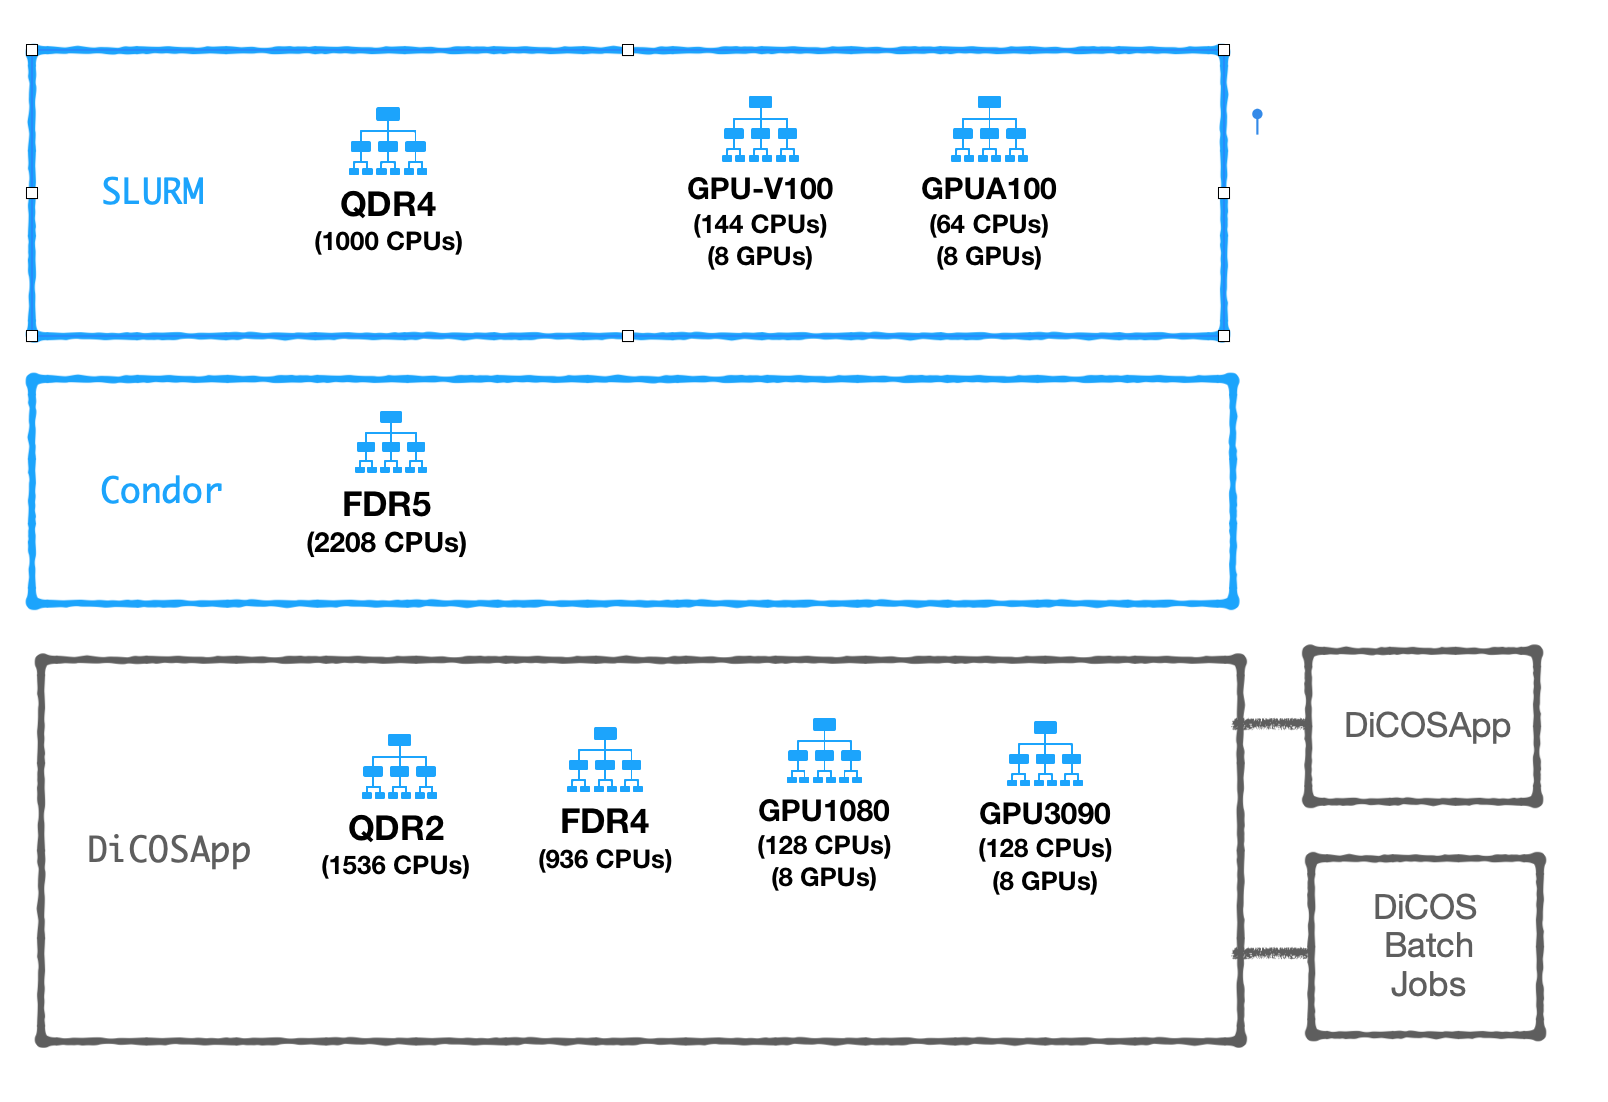 SLURM
QDR4
(1000 CPUs)
GPU-V100
(144 CPUs)
(8 GPUs)
GPUA100
(64 CPUs)
(8 GPUs)
Condor
FDR5
(2208 CPUs)
DiCOSApp
QDR2
(1536 CPUs)
FDR4
(936 CPUs)
GPU1080
(128 CPUs)
(8 GPUs)
GPU3090
(128 CPUs)
(8 GPUs)
DiCOSApp
DiCOS
Batch
Jobs